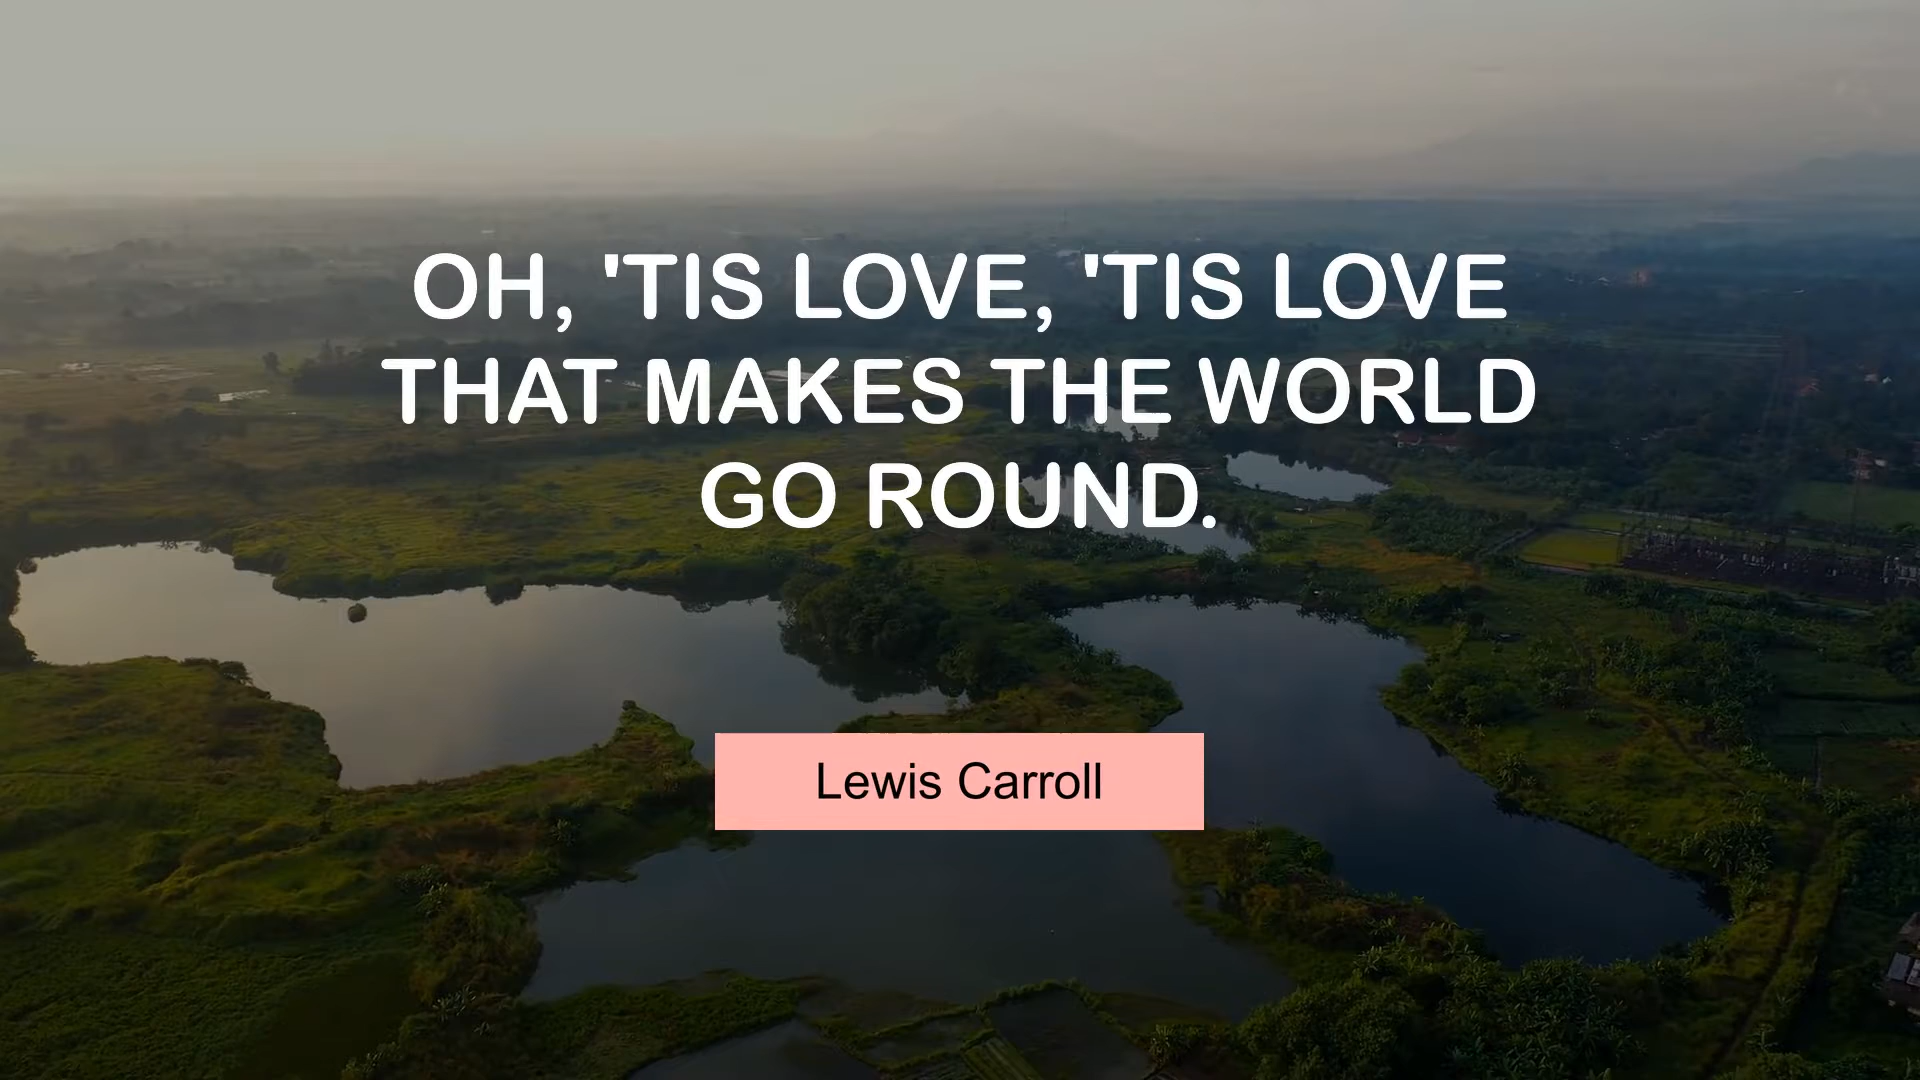 OH, 'TIS LOVE, 'TIS LOVE
THAT MAKES THE WORLD
GO ROUND.
Lewis Carroll